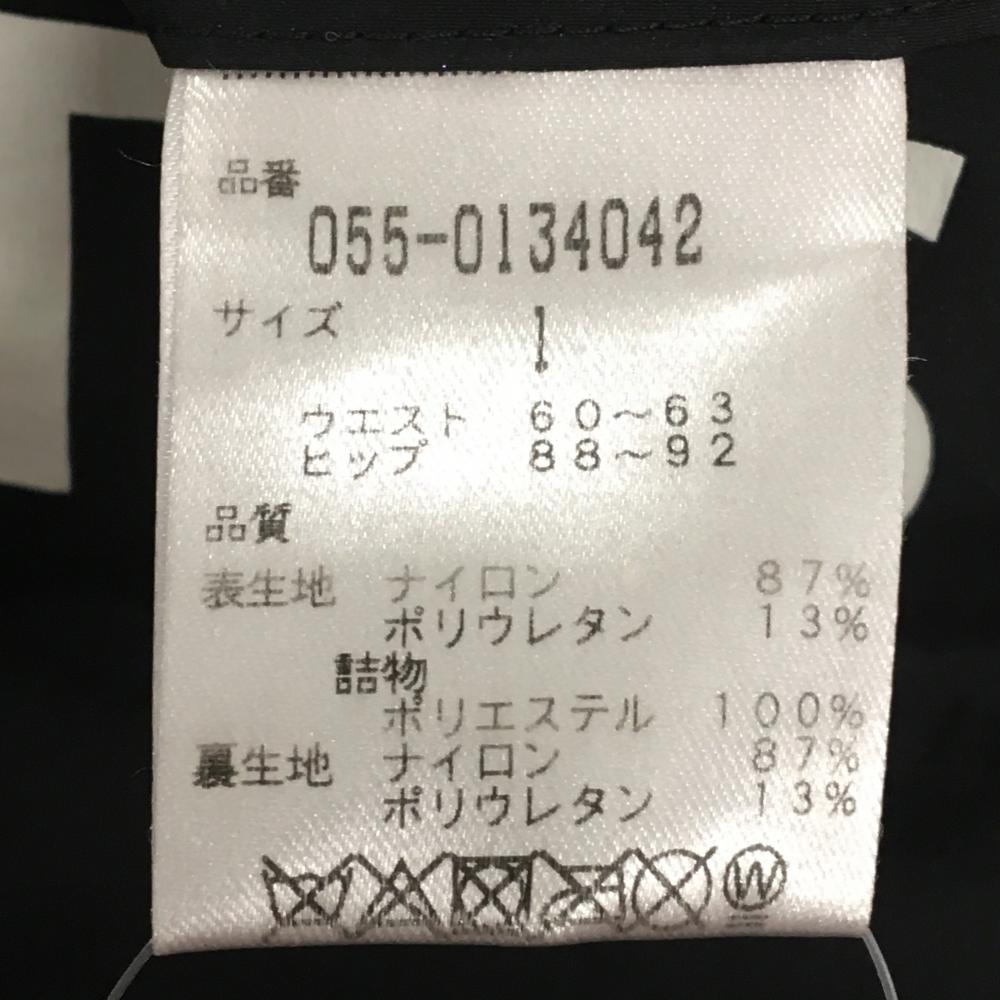 品番
055-0134042
サイズ 1
ウエスト 60~63
ヒップ 88~92
品質
表生地 ナイロン 87%
ポリウレタン 13%
詰物
ポリエステル 100%
裏生地 ナイロン 87%
ポリウレタン 13%
W